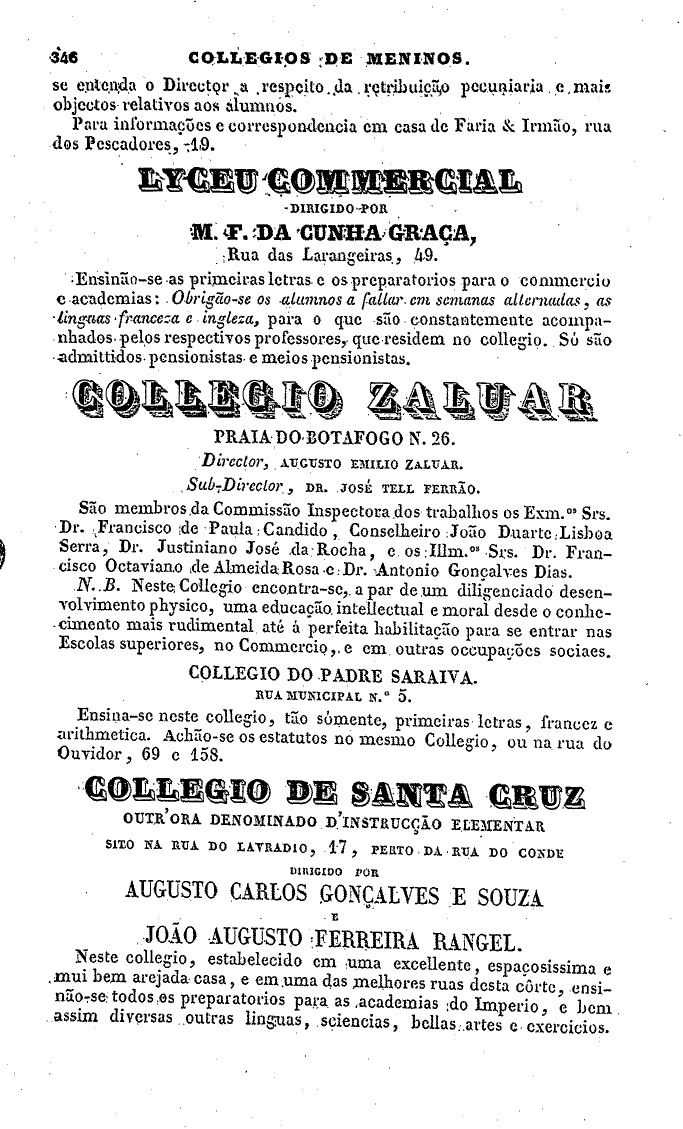 346 COLLEGIOS DE MENINOS.
se entenda o Director a respeito da retribuição pecuniaria e mais
objectos relativos aos alumnos.
Para informações e correspondencia em casa de Faria & Irmão, rua
dos Pescadores, 19.
LYCEU COMMERCIAL
DIRIGIDO POR
M. F. DA CUNHA GRAÇA,
Rua das Larangeiras, 49.
Ensinão-se as primeiras letras e os preparatorios para o commercio
e academias: Obrigão-se os alumnos a fallar em semanas alternadas, as
linguas franceza e ingleza, para o que são constantemente acompa-
nhados pelos respectivos professores, que residem no collegio. Só são
admittidos pensionistas e meios pensionistas.
COLLEGIO ZALUAR
PRAIA DO BOTAFOGO N. 26.
Director, AUGUSTO EMILIO ZALUAR.
Sub-Director, DR. JOSÉ TELL FERRÃO.
São membros da Commissão Inspectora dos trabalhos os Exm.ºs Srs.
Dr. Francisco de Paula Candido, Conselheiro João Duarte Lisboa
Serra, Dr. Justiniano José da Rocha, e os Illm.ºs Srs. Dr. Fran-
cisco Octaviano de Almeida Rosa e Dr. Antonio Gonçalves Dias.
N. B. Neste Collegio encontra-se, a par de um diligenciado desen-
volvimento physico, uma educação intellectual e moral desde o conhe-
cimento mais rudimental até á perfeita habilitação para se entrar nas
Escolas superiores, no Commercio, e em outras occupações sociaes.
COLLEGIO DO PADRE SARAIVA.
RUA MUNICIPAL N.º 5.
Ensina-se neste collegio, tão sómente, primeiras letras, francez e
arithmetica. Achão-se os estatutos no mesmo Collegio, ou na rua do
Ouvidor, 69 e 158.
COLLEGIO DE SANTA CRUZ
OUTR'ORA DENOMINADO D'INSTRUCÇÃO ELEMENTAR
SITO NA RUA DO LAVRADIO, 17, PERTO DA RUA DO CONDE
DIRIGIDO POR
AUGUSTO CARLOS GONÇALVES E SOUZA
E
JOÃO AUGUSTO FERREIRA RANGEL.
Neste collegio, estabelecido em uma excellente, espaçosissima e
mui bem arejada casa, e em uma das melhores ruas desta côrte, ensi-
não-se todos os preparatorios para as academias do Imperio, e bem
assim diversas outras linguas, sciencias, bellas artes e exercicios.